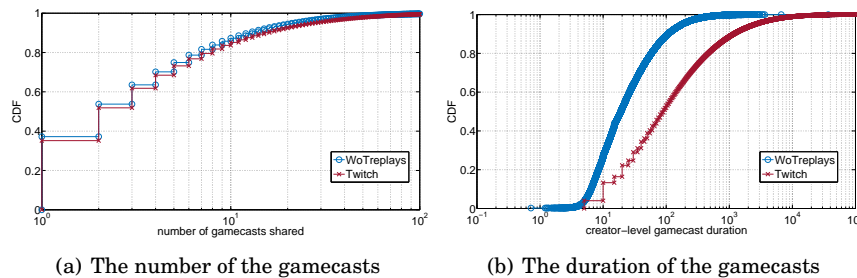 1
0.8
0.6
0.4
0.2
0
CDF
WoTreplays
Twitch
10^0
10^1
10^2
number of gamecasts shared
(a) The number of the gamecasts
1
0.8
0.6
0.4
0.2
0
CDF
WoTreplays
Twitch
10^-1
10^0
10^1
10^2
10^3
10^4
10^5
creator-level gamecast duration
(b) The duration of the gamecasts